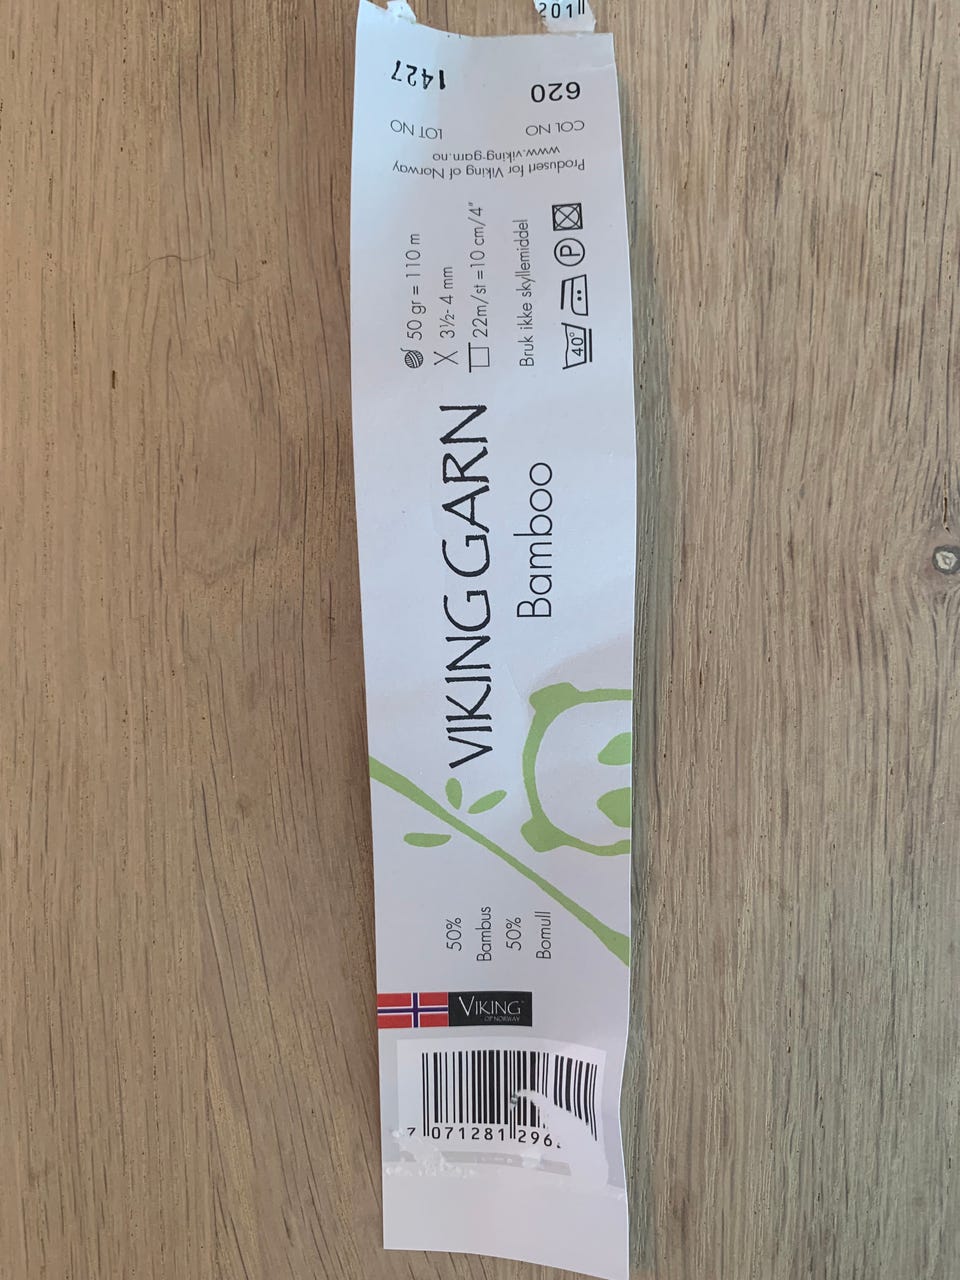 1427
620
LOT NO
COL NO
Produsert for Viking of Norway
www.viking-garn.no
50 gr = 110 m
3½- 4 mm
22m/st =10 cm/4"
Bruk ikke skyllemiddel
40°
P
VIKING GARN
Bamboo
50%
Bambus
50%
Bomull
VIKING
OF NORWAY
7 071281 296
201